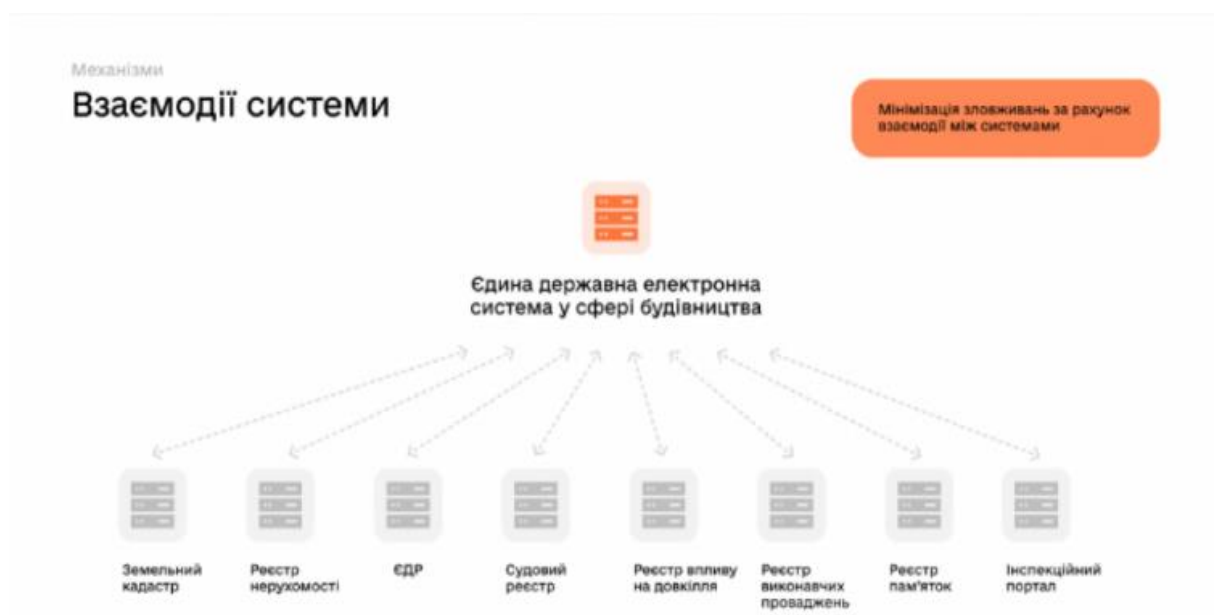 Механізми
Взаємодії системи
Мінімізація зловживань за рахунок
взаємодії між системами
Єдина державна електронна
система у сфері будівництва
Земельний
кадастр
Реєстр
нерухомості
ЄДР
Судовий
реєстр
Реєстр впливу
на довкілля
Реєстр
виконавчих
проваджень
Реєстр
пам'яток
Інспекційний
портал